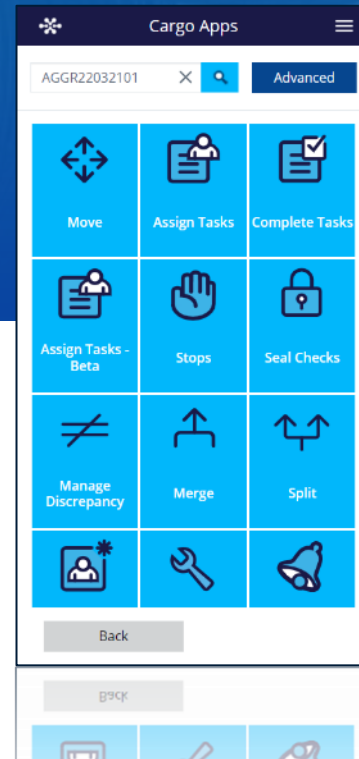 Cargo Apps
AGGR22032101
Advanced
Move
Assign Tasks
Complete Tasks
Assign Tasks -
Beta
Stops
Seal Checks
Manage
Discrepancy
Merge
Split
Back
Back